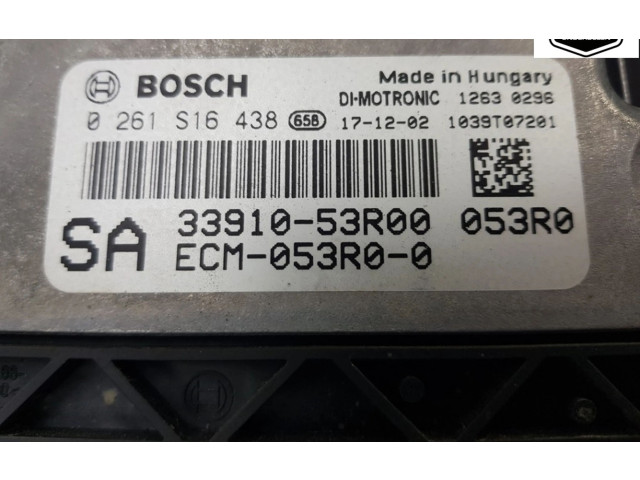 BOSCH Made in Hungary
DI-MOTRONIC 1263 0296
0 261 S16 438 656 17-12-02 1039T07201
SA 33910-53R00 053R0
ECM-053R0-0